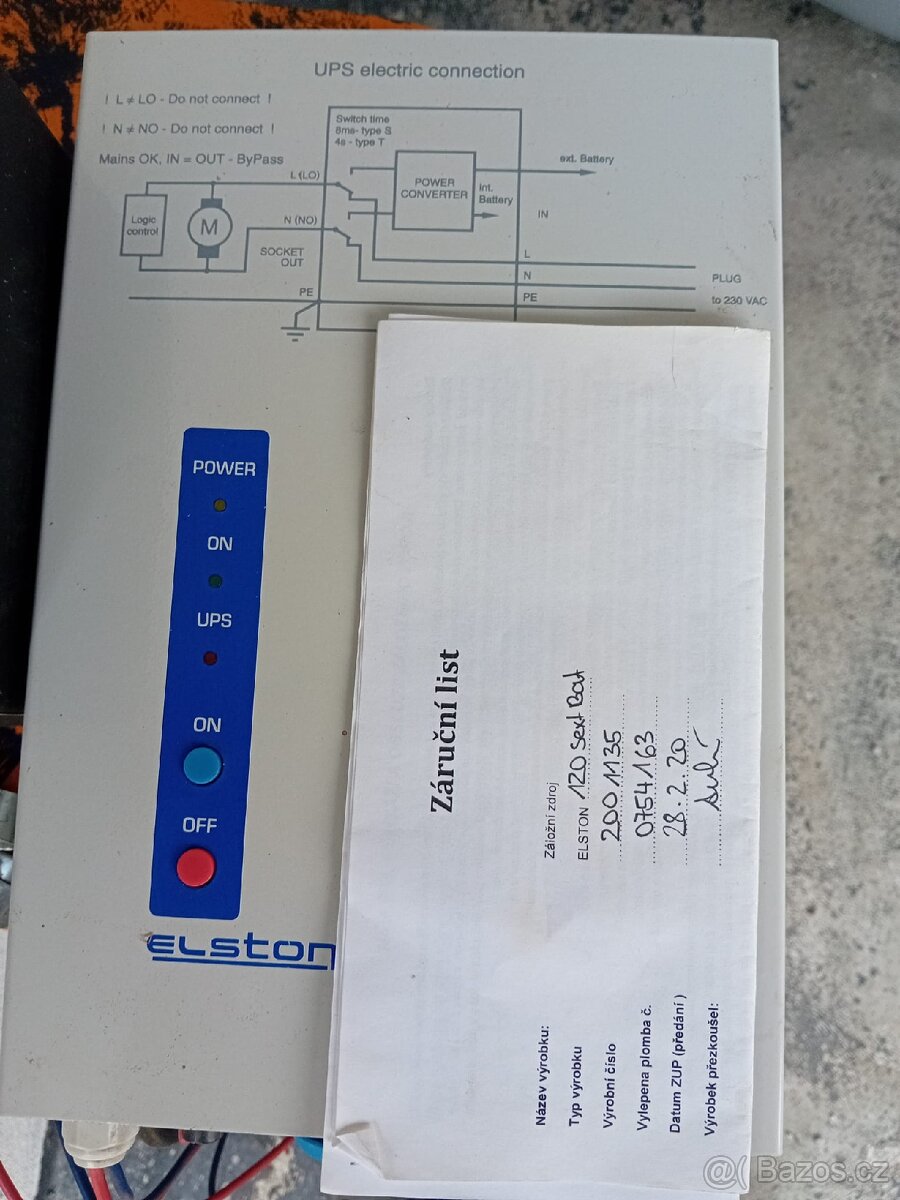 UPS electric connection
! L ≠ LO - Do not connect !
! N ≠ NO - Do not connect !
Mains OK, IN = OUT - ByPass
Switch time
8ms- type S
4s - type T
L (LO)
POWER
CONVERTER
ext. Battery
int.
Battery
Logic
control
M
N (NO)
IN
SOCKET
OUT
L
N
PLUG
PE
PE
to 230 VAC
POWER
ON
UPS
ON
OFF
ELSTON
Záruční list
Název výrobku: Záložní zdroj
Typ výrobku ELSTON 120 Sext Bat
Výrobní číslo 2001135
Vylepena plomba č. 0754163
Datum ZUP (předání ) 28.2.20
Výrobek přezkoušel:
@( Bazos.cz